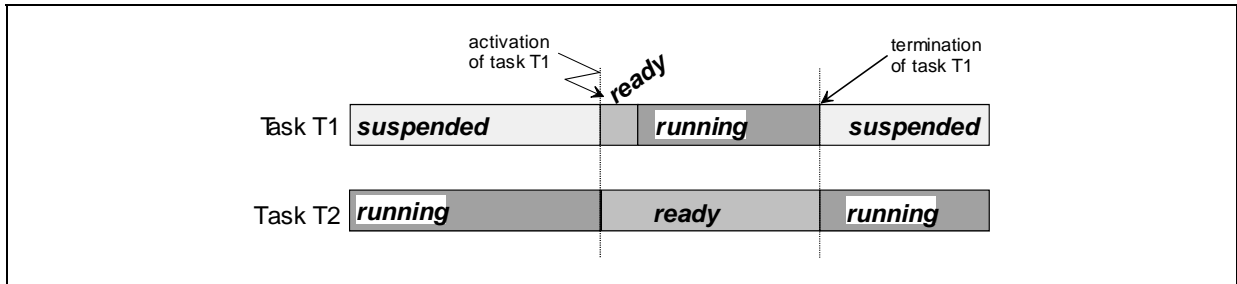 activation
of task T1
ready
termination
of task T1
Task T1 suspended running suspended
Task T2 running ready running